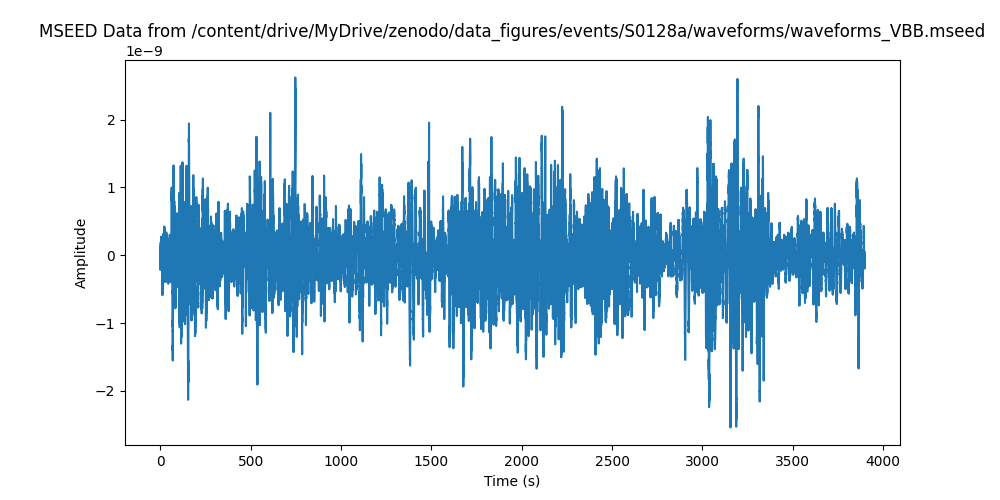 MSEED Data from /content/drive/MyDrive/zenodo/data_figures/events/S0128a/waveforms/waveforms_VBB.mseed
1e−9
2
1
0
−1
−2
Amplitude
0 500 1000 1500 2000 2500 3000 3500 4000
Time (s)